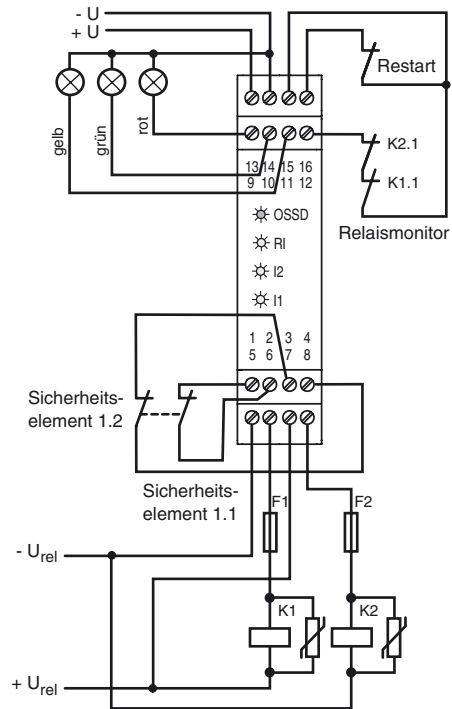 - U
+ U
Restart
gelb
grün
rot
K2.1
K1.1
13 14 15 16
9 10 11 12
Relaismonitor
OSSD
RI
I2
I1
1 2 3 4
5 6 7 8
Sicherheits-
element 1.2
Sicherheits-
element 1.1
F1
F2
- Urel
K1
K2
+ Urel